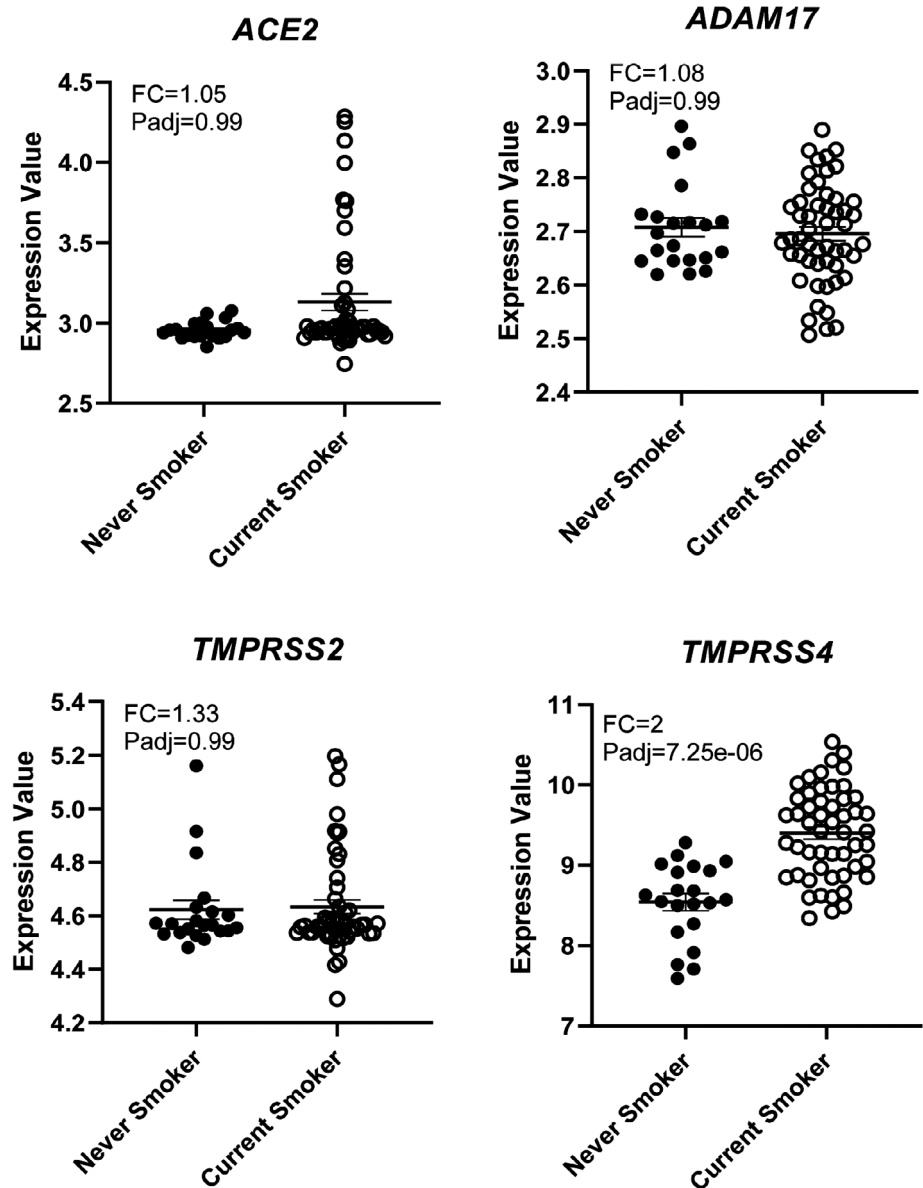 ACE2
FC=1.05
Padj=0.99
Expression Value
4.5
4.0
3.5
3.0
2.5
Never Smoker
Current Smoker
ADAM17
FC=1.08
Padj=0.99
Expression Value
3.0
2.9
2.8
2.7
2.6
2.5
2.4
Never Smoker
Current Smoker
TMPRSS2
FC=1.33
Padj=0.99
Expression Value
5.4
5.2
5.0
4.8
4.6
4.4
4.2
Never Smoker
Current Smoker
TMPRSS4
FC=2
Padj=7.25e-06
Expression Value
11
10
9
8
7
Never Smoker
Current Smoker